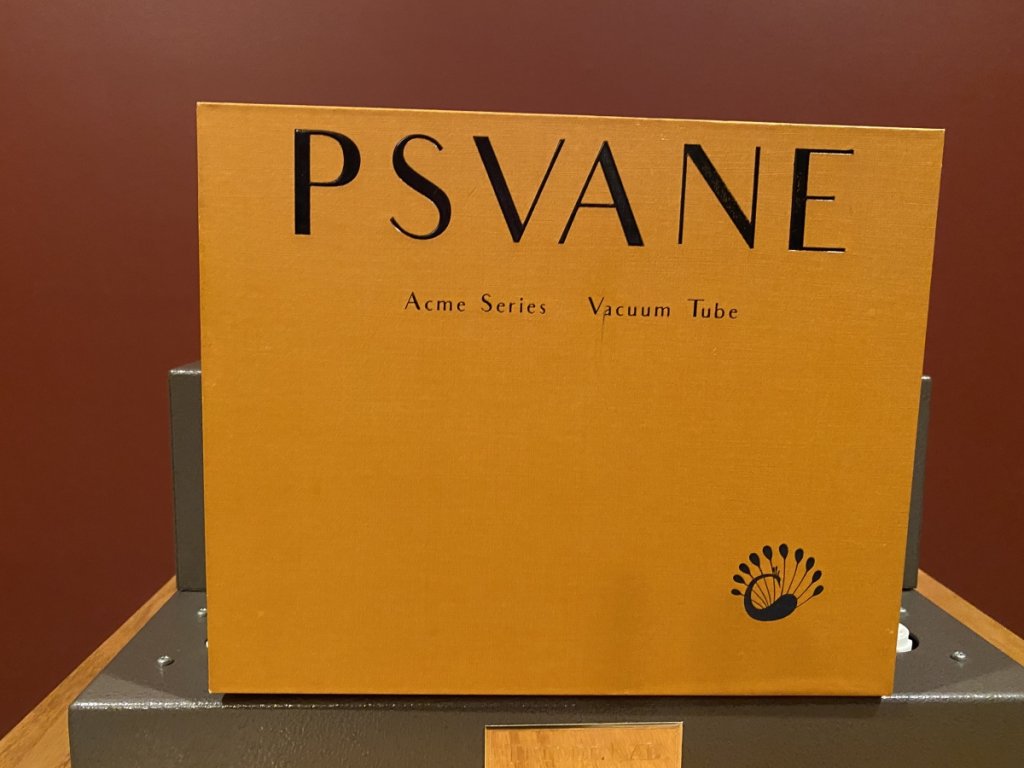 PSVANE
Acme Series Vacuum Tube